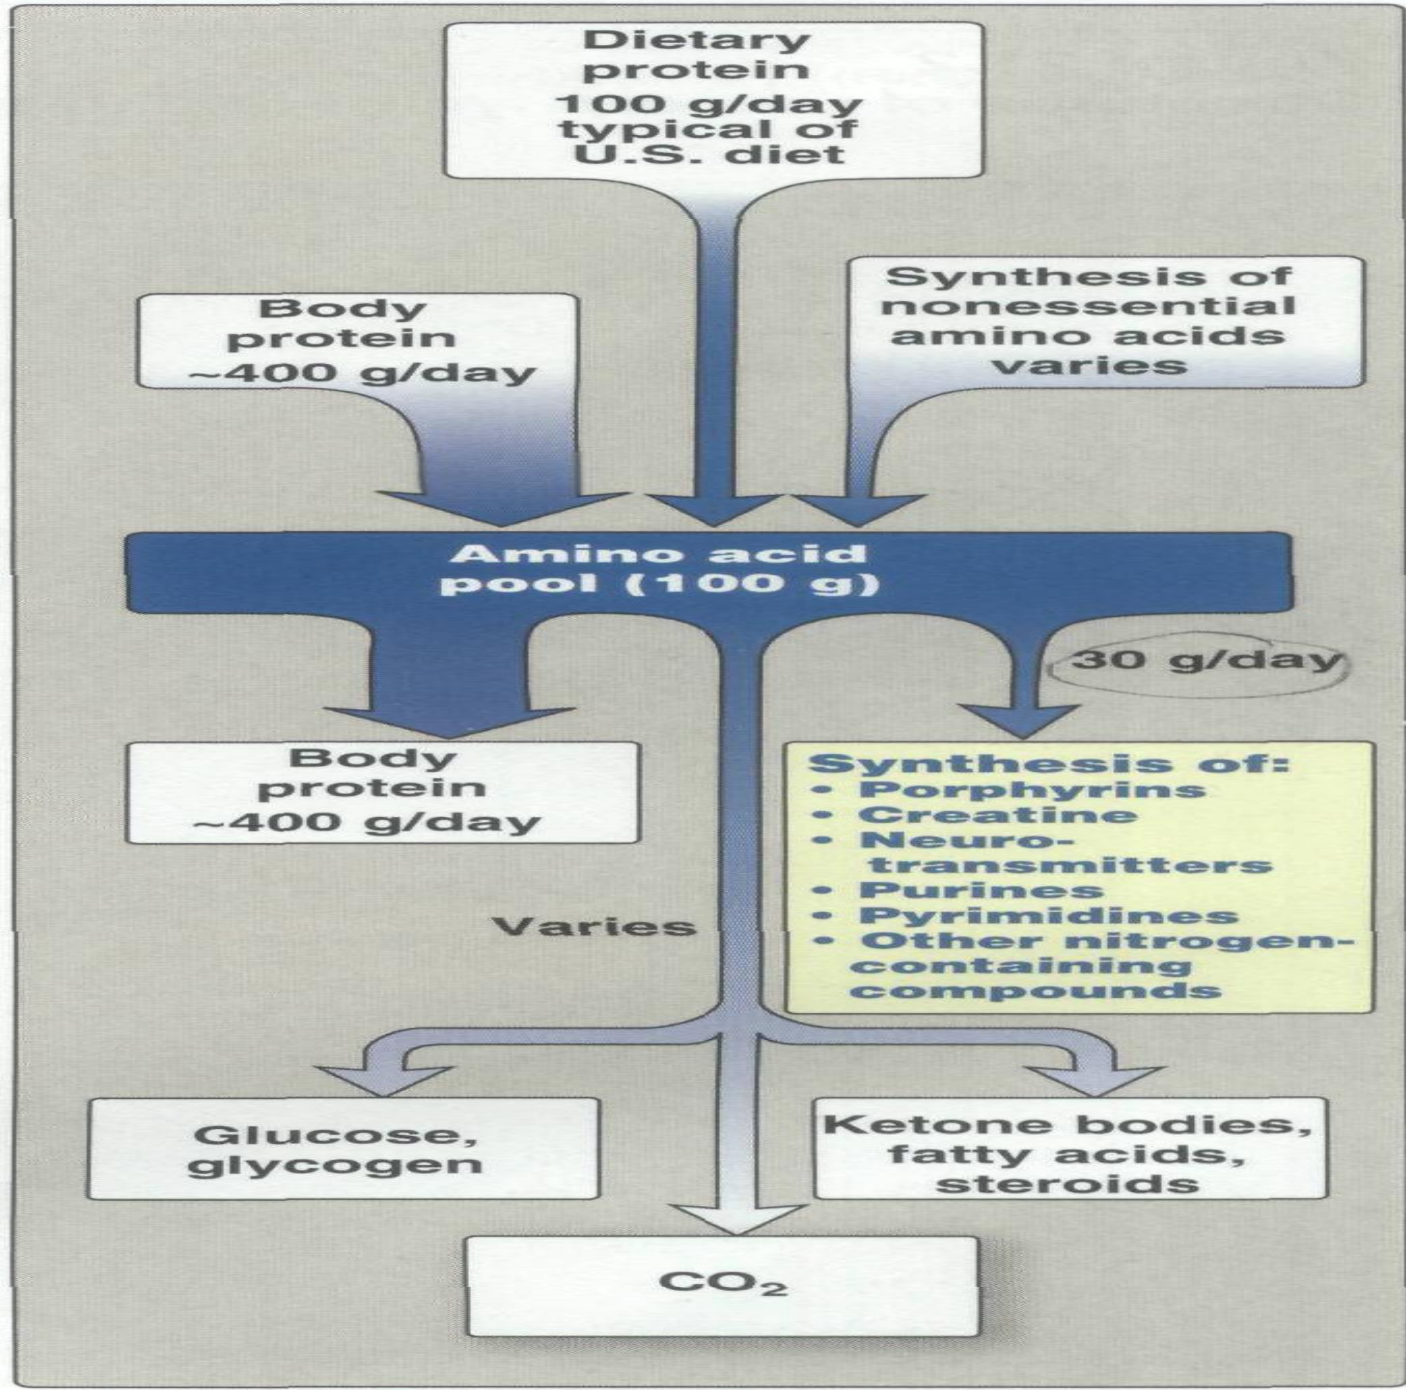 Dietary
protein
100 g/day
typical of
U.S. diet
Body
protein
~400 g/day
Synthesis of
nonessential
amino acids
varies
Amino acid
pool (100 g)
30 g/day
Body
protein
~400 g/day
Synthesis of:
• Porphyrins
• Creatine
• Neuro-
transmitters
• Purines
• Pyrimidines
• Other nitrogen-
containing
compounds
Varies
Glucose,
glycogen
Ketone bodies,
fatty acids,
steroids
CO₂